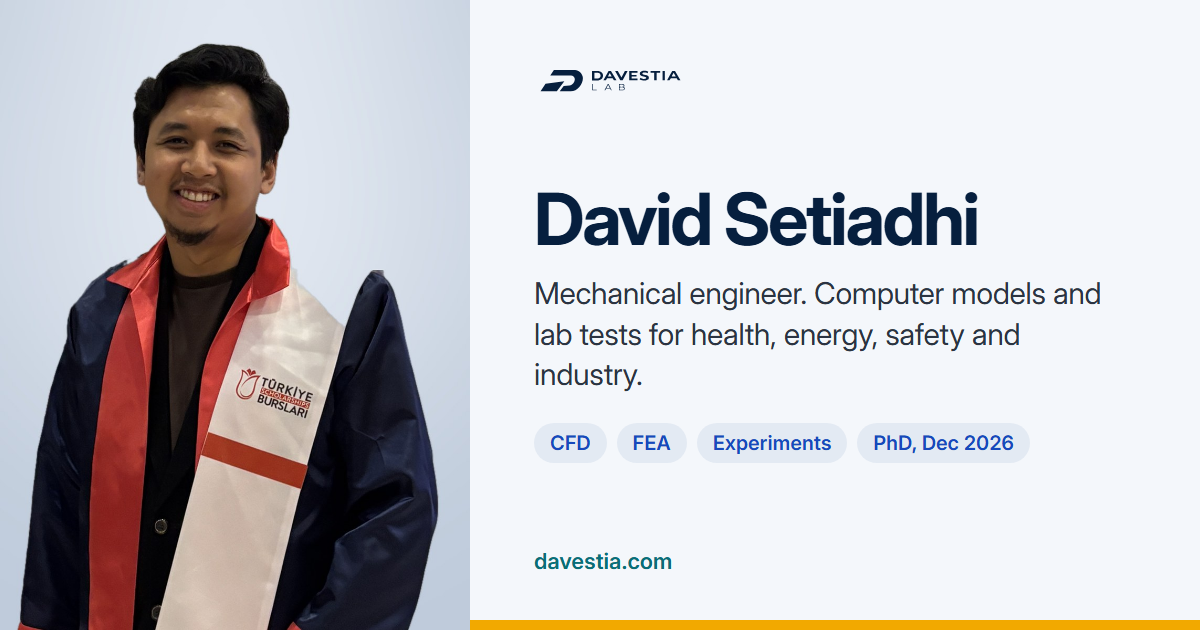 DAVESTIA
LAB
David Setiadhi
Mechanical engineer. Computer models and
lab tests for health, energy, safety and
industry.
CFD
FEA
Experiments
PhD, Dec 2026
davestia.com
TÜRKİYE
SCHOLARSHIPS
BURSLARI